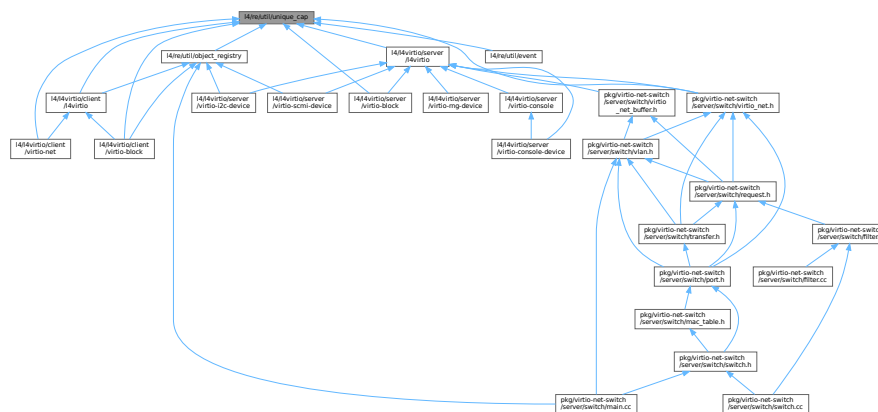 l4/re/util/unique_cap
l4/re/util/object_registry
l4/l4virtio/server
/l4virtio
l4/re/util/event
l4/l4virtio/client
/l4virtio
l4/l4virtio/server
/virtio-i2c-device
l4/l4virtio/server
/virtio-scmi-device
l4/l4virtio/server
/virtio-block
l4/l4virtio/server
/virtio-rng-device
l4/l4virtio/server
/virtio-console
pkg/virtio-net-switch
/server/switch/virtio
_net_buffer.h
pkg/virtio-net-switch
/server/switch/virtio_net.h
l4/l4virtio/client
/virtio-net
l4/l4virtio/client
/virtio-block
l4/l4virtio/server
/virtio-console-device
pkg/virtio-net-switch
/server/switch/vlan.h
pkg/virtio-net-switch
/server/switch/request.h
pkg/virtio-net-switch
/server/switch/transfer.h
pkg/virtio-net-switc
/server/switch/filter
pkg/virtio-net-switch
/server/switch/port.h
pkg/virtio-net-switch
/server/switch/filter.cc
pkg/virtio-net-switch
/server/switch/mac_table.h
pkg/virtio-net-switch
/server/switch/switch.h
pkg/virtio-net-switch
/server/switch/main.cc
pkg/virtio-net-switch
/server/switch/switch.cc